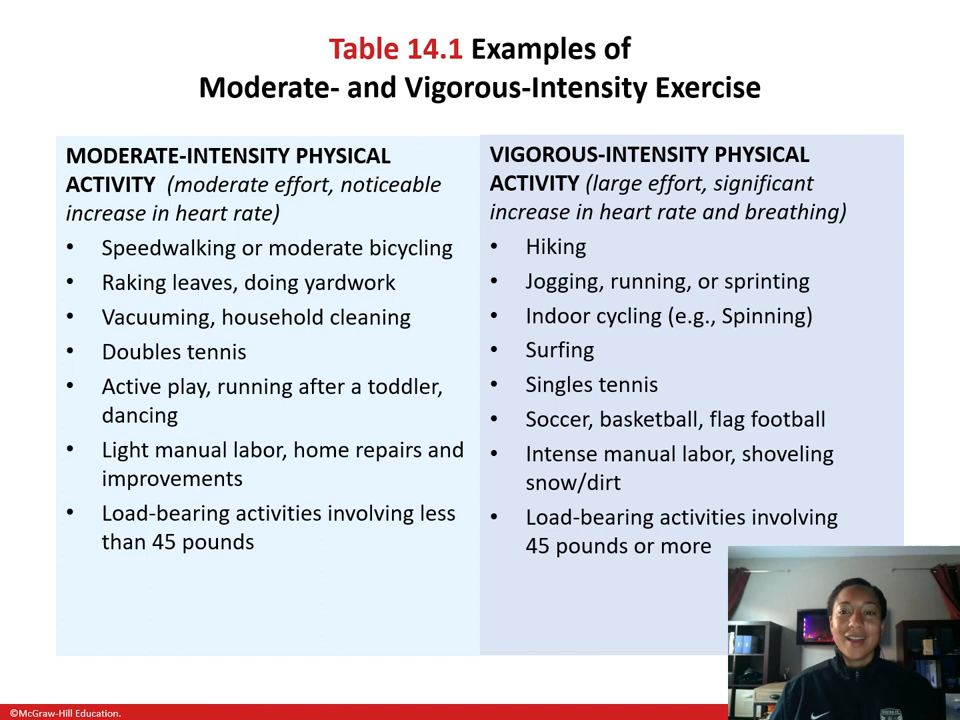 Table 14.1 Examples of
Moderate- and Vigorous-Intensity Exercise
MODERATE-INTENSITY PHYSICAL
ACTIVITY (moderate effort, noticeable
increase in heart rate)
• Speedwalking or moderate bicycling
• Raking leaves, doing yardwork
• Vacuuming, household cleaning
• Doubles tennis
• Active play, running after a toddler,
dancing
• Light manual labor, home repairs and
improvements
• Load-bearing activities involving less
than 45 pounds
VIGOROUS-INTENSITY PHYSICAL
ACTIVITY (large effort, significant
increase in heart rate and breathing)
• Hiking
• Jogging, running, or sprinting
• Indoor cycling (e.g., Spinning)
• Surfing
• Singles tennis
• Soccer, basketball, flag football
• Intense manual labor, shoveling
snow/dirt
• Load-bearing activities involving
45 pounds or more
©McGraw-Hill Education.